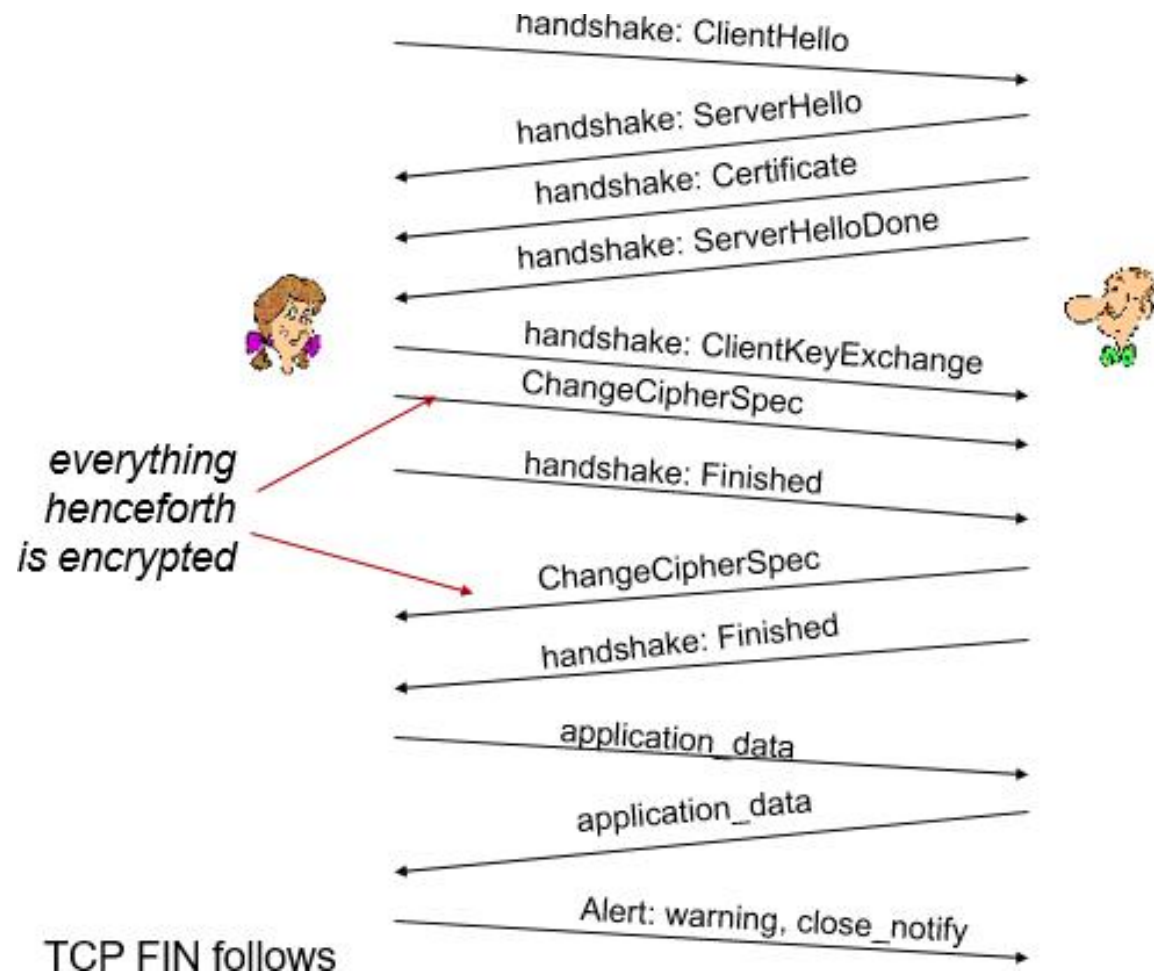 handshake: ClientHello
handshake: ServerHello
handshake: Certificate
handshake: ServerHelloDone
handshake: ClientKeyExchange
ChangeCipherSpec
everything
henceforth
is encrypted
handshake: Finished
ChangeCipherSpec
handshake: Finished
application_data
application_data
Alert: warning, close_notify
TCP FIN follows